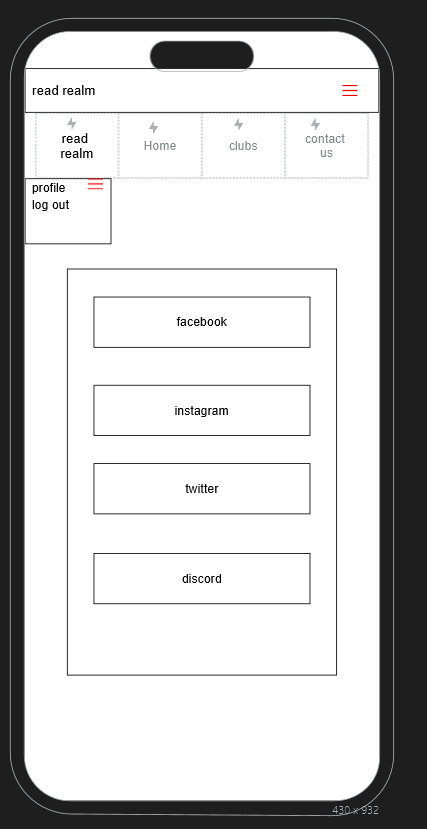 read realm
read
realm
Home
clubs
contact
us
profile
log out
facebook
instagram
twitter
discord
430 x 932